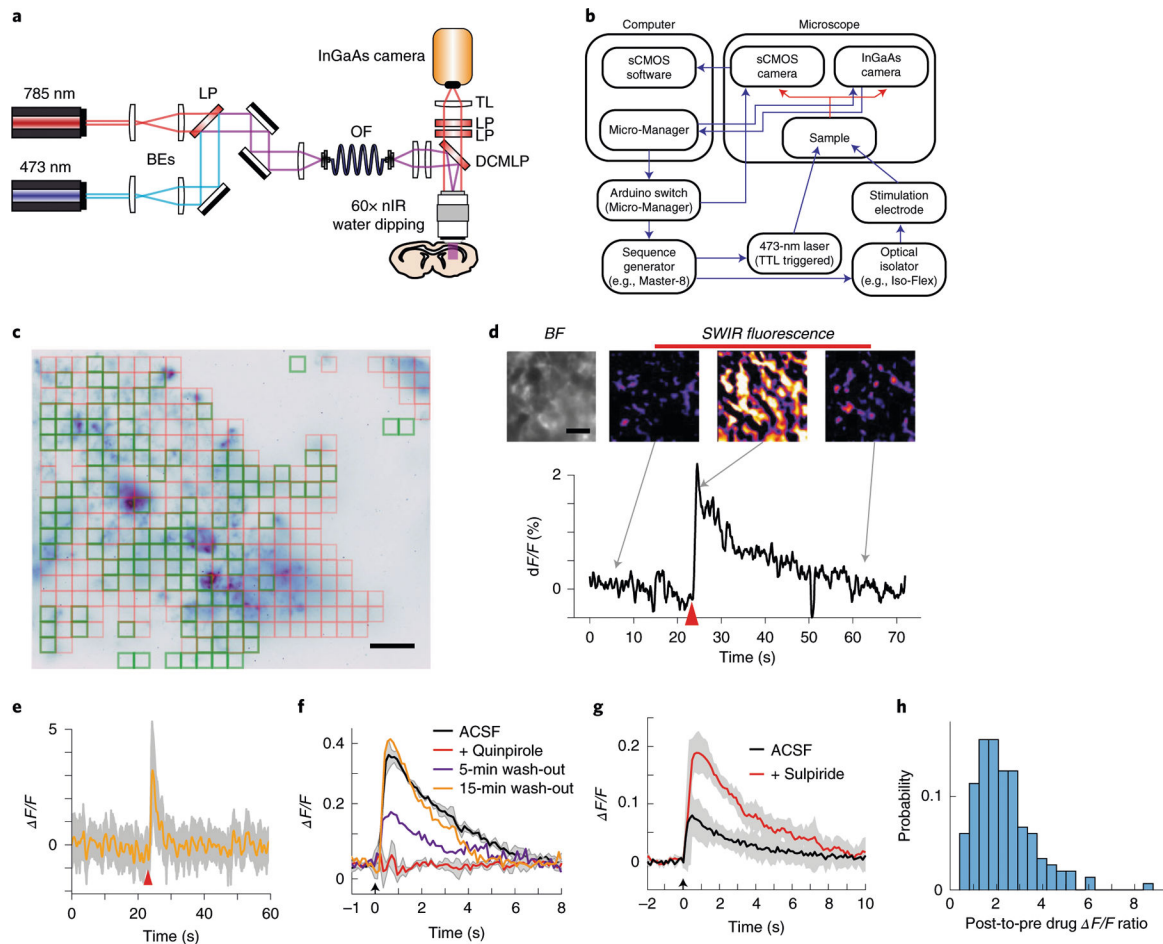 a
InGaAs camera
785 nm
LP
TL
LP
LP
OF
DCMLP
BEs
473 nm
60× nIR
water dipping
b
Computer
Microscope
sCMOS
software
sCMOS
camera
InGaAs
camera
Micro-Manager
Sample
Arduino switch
(Micro-Manager)
Stimulation
electrode
Sequence
generator
(e.g., Master-8)
473-nm laser
(TTL triggered)
Optical
isolator
(e.g., Iso-Flex)
c
d
BF
SWIR fluorescence
2
1
0
dF/F (%)
0
10
20
30
40
50
60
70
Time (s)
e
5
0
–2
ΔF/F
0
20
40
60
Time (s)
f
ACSF
+ Quinpirole
5-min wash-out
15-min wash-out
0.4
0.2
0
ΔF/F
–1
0
2
4
6
8
Time (s)
g
ACSF
+ Sulpiride
0.2
0.1
0
ΔF/F
–2
0
2
4
6
8
10
Time (s)
h
Probability
0.1
0
0
2
4
6
8
Post-to-pre drug ΔF/F ratio